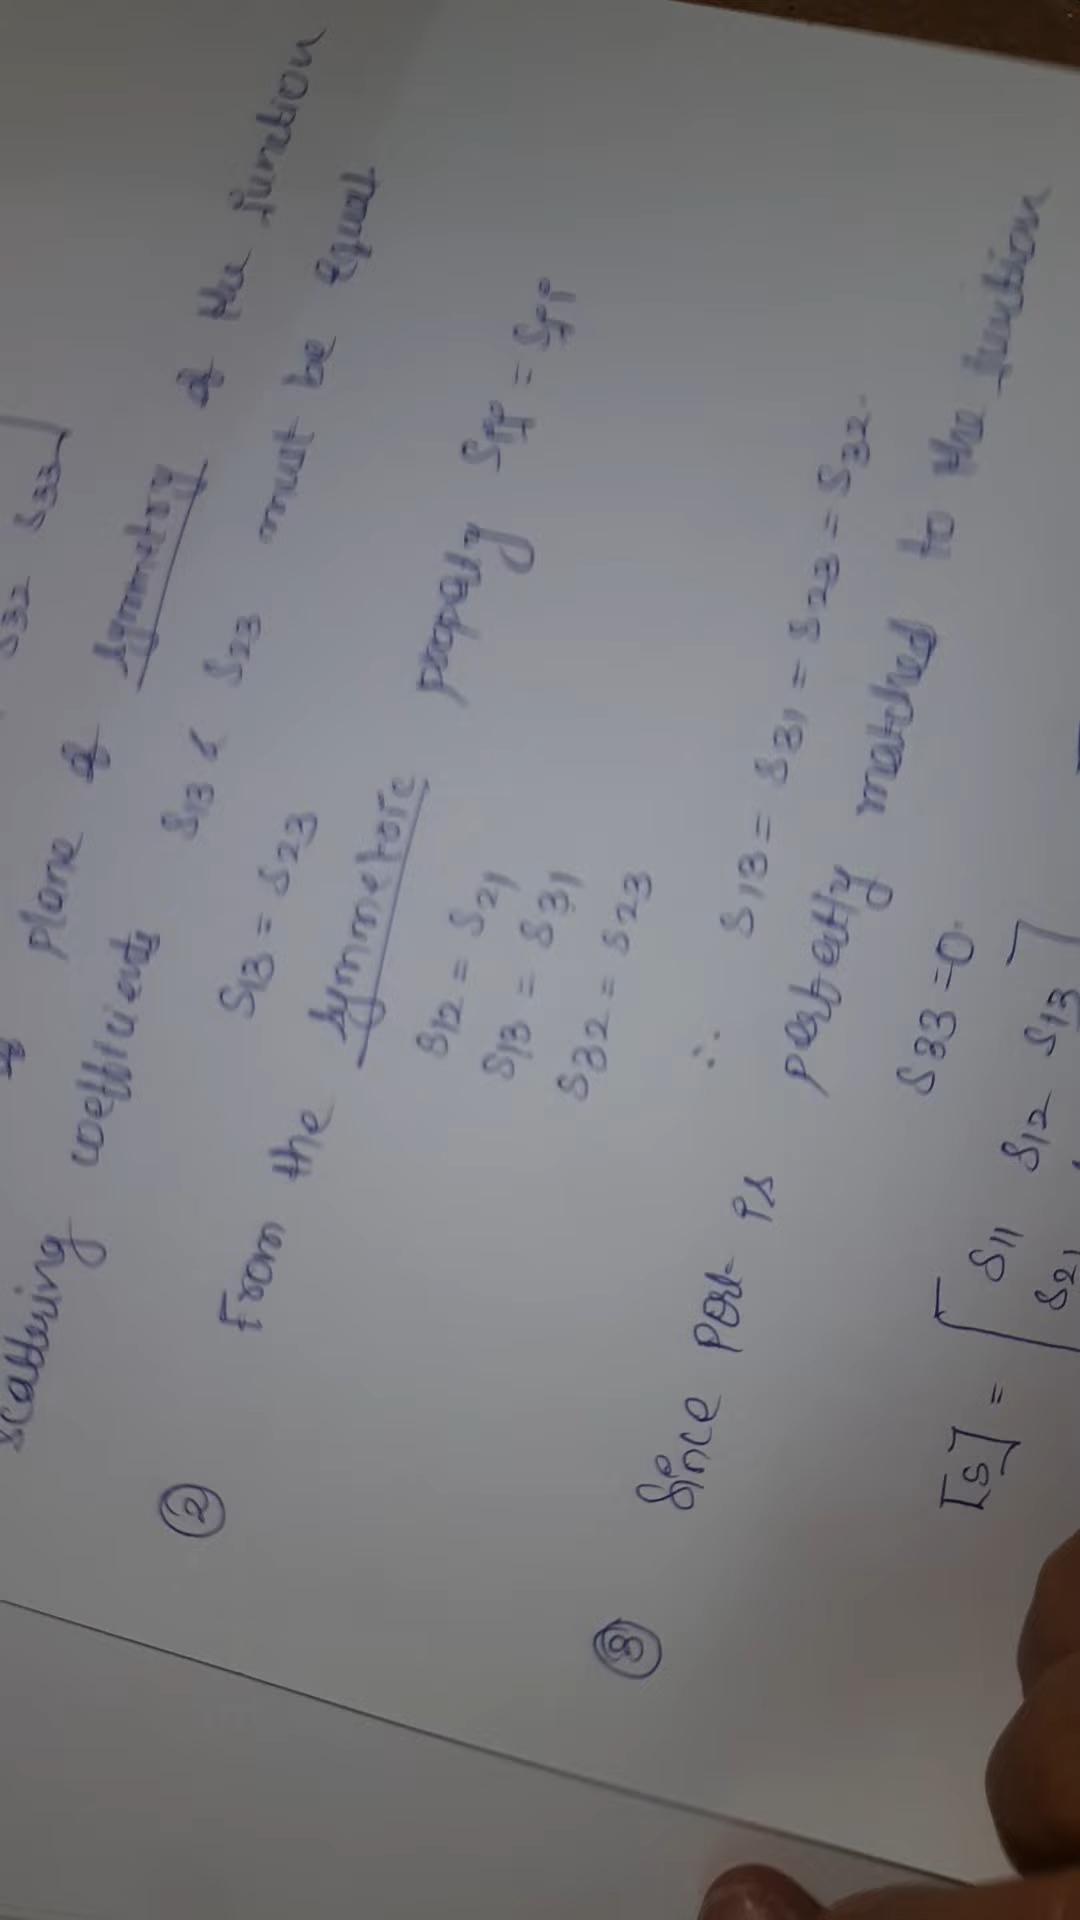 S32 S33
plane of symmetory of the junction
scattering coefficients S13 & S23 must be equal
S13 = S23
② From the symmetoric property Sij = Sji
S12 = S21
S13 = S31
S32 = S23
∴ S13 = S31 = S23 = S32.
③ Since port is perfectly matched to the junction
S33 = 0.
[S] = [ S11 S12 S13 ]
S21